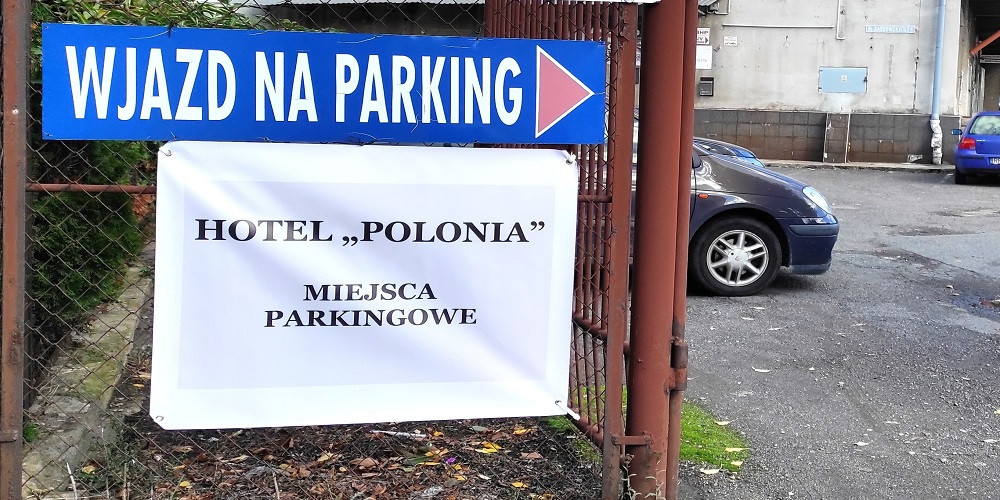 WJAZD NA PARKING
HOTEL „POLONIA”
MIEJSCA
PARKINGOWE